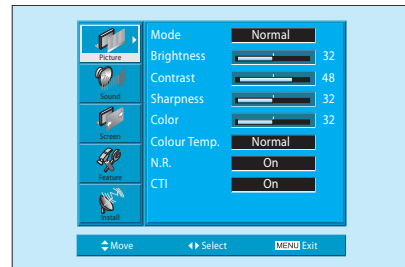 Picture
Sound
Screen
Feature
Install
Mode Normal
Brightness 32
Contrast 48
Sharpness 32
Color 32
Colour Temp. Normal
N.R. On
CTI On
Move Select MENU Exit